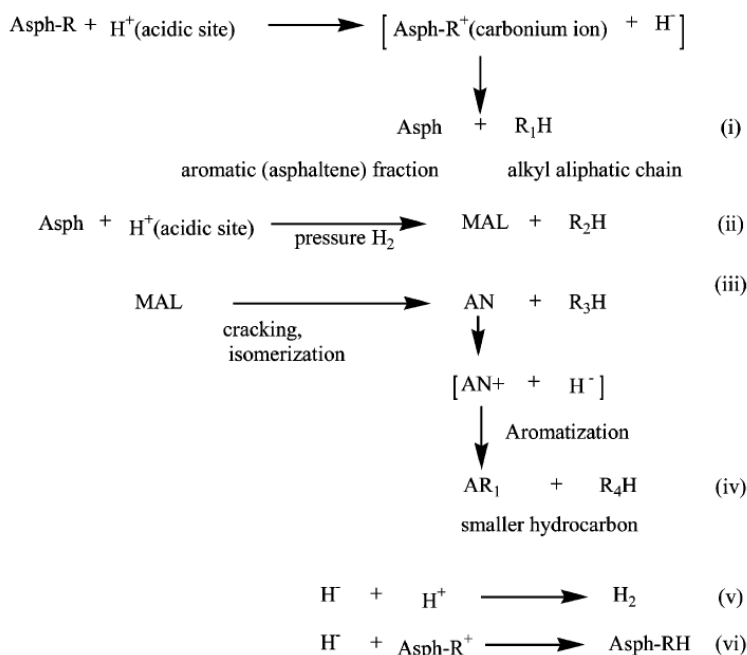 Asph-R + H⁺(acidic site) ⟶ [ Asph-R⁺(carbonium ion) + H⁻ ]
Asph + R₁H (i)
aromatic (asphaltene) fraction alkyl aliphatic chain
Asph + H⁺(acidic site) ⟶ MAL + R₂H (ii)
pressure H₂
(iii)
MAL ⟶ AN + R₃H
cracking,
isomerization
[AN+ + H⁻ ]
Aromatization
AR₁ + R₄H (iv)
smaller hydrocarbon
H⁻ + H⁺ ⟶ H₂ (v)
H⁻ + Asph-R⁺ ⟶ Asph-RH (vi)